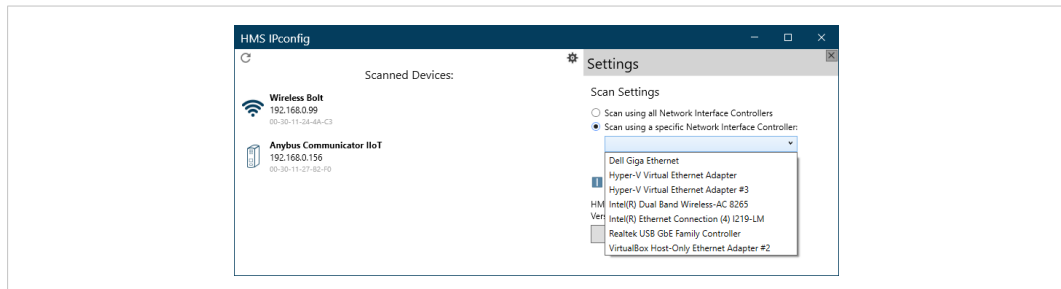 HMS IPconfig
Scanned Devices:
Wireless Bolt
192.168.0.99
00-30-11-24-4A-C3
Anybus Communicator IIoT
192.168.0.156
00-30-11-27-82-F0
Settings
Scan Settings
Scan using all Network Interface Controllers
Scan using a specific Network Interface Controller:
Dell Giga Ethernet
Hyper-V Virtual Ethernet Adapter
Hyper-V Virtual Ethernet Adapter #3
Intel(R) Dual Band Wireless-AC 8265
HM
Intel(R) Ethernet Connection (4) I219-LM
Ver
Realtek USB GbE Family Controller
VirtualBox Host-Only Ethernet Adapter #2